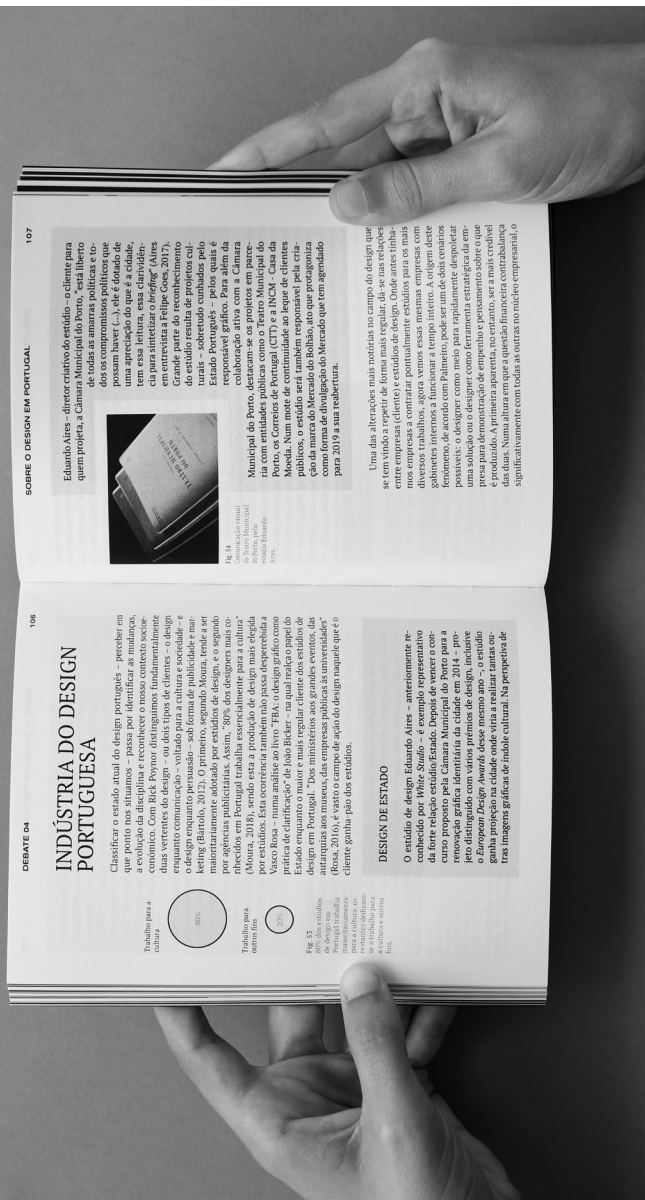 DEBATE 04
106
INDÚSTRIA DO DESIGN
PORTUGUESA
Trabalho para a
cultura
80%
Trabalho para
outros fins
20%
Fig. 53
80% dos estúdios
de design em
Portugal trabalha
maioritariamente
para a cultura, os
restantes dedicam-
se a trabalho para
a cultura e outros
fins.
Classificar o estado atual do design português – perceber em
que ponto nos situamos – passa por identificar as mudanças,
a evolução da disciplina e reconhecer o nosso contexto socioe-
conómico. Com Rick Poynor distinguimos fundamentalmente
duas vertentes do design – ou dois tipos de clientes – o design
enquanto comunicação – voltado para a cultura e sociedade – e
o design enquanto persuasão – sob forma de publicidade e mar-
keting (Bártolo, 2012). O primeiro, segundo Moura, tende a ser
maioritariamente adotado por estúdios de design, e o segundo
por agências publicitárias. Assim, "80% dos designers mais co-
nhecidos em Portugal trabalha essencialmente para a cultura"
(Moura, 2018), sendo esta a produção de design mais elegida
por estúdios. Esta ocorrência também não passa despercebida a
Vasco Rosa – numa análise ao livro "FBA: o design gráfico como
prática de clarificação" de João Bicker – na qual realça o papel do
Estado enquanto o maior e mais regular cliente dos estúdios de
design em Portugal. "Dos ministérios aos grandes eventos, das
autarquias aos museus, das empresas públicas às universidades"
(Rosa, 2016), é vasto o campo de ação do design naquele que é o
cliente ganha-pão dos estúdios.
DESIGN DE ESTADO
O estúdio de design Eduardo Aires – anteriormente re-
conhecido por White Studio – é exemplo representativo
da forte relação estúdio/Estado. Depois de vencer o con-
curso proposto pela Câmara Municipal do Porto para a
renovação gráfica identitária da cidade em 2014 – pro-
jeto distinguido com vários prémios de design, inclusive
o European Design Awards desse mesmo ano –, o estúdio
ganha projeção na cidade onde viria a realizar tantas ou-
tras imagens gráficas de índole cultural. Na perspetiva de
SOBRE O DESIGN EM PORTUGAL
107
Eduardo Aires – diretor criativo do estúdio – o cliente para
quem projeta, a Câmara Municipal do Porto, "está liberto
de todas as amarras políticas e to-
dos os compromissos políticos que
possam haver (...), ele é dotado de
uma apreciação do que é a cidade,
tem essa leitura, essa clarividên-
cia para sintetizar o briefing" (Aires
em entrevista a Felipe Goes, 2017).
Grande parte do reconhecimento
do estúdio resulta de projetos cul-
turais – sobretudo cunhados pelo
Estado Português – pelos quais é
responsável gráfico. Para além da
colaboração ativa com a Câmara
Municipal do Porto, destacam-se os projetos em parce-
ria com entidades públicas como o Teatro Municipal do
Porto, os Correios de Portugal (CTT) e a INCM - Casa da
Moeda. Num mote de continuidade ao leque de clientes
públicos, o estúdio será também responsável pela cria-
ção da marca do Mercado do Bolhão, ato que protagoniza
como forma de divulgação do Mercado que tem agendado
para 2019 a sua reabertura.
TEATRO MUNICIPAL
DO PORTO
Fig. 54
Comunicação visual
do Teatro Municipal
do Porto, pelo
estúdio Eduardo
Aires.
Uma das alterações mais notórias no campo do design que
se tem vindo a repetir de forma mais regular, dá-se nas relações
entre empresas (cliente) e estúdios de design. Onde antes tínha-
mos empresas a contratar pontualmente estúdios para os mais
diversos trabalhos, agora vemos essas mesmas empresas com
gabinetes internos a funcionar a tempo inteiro. A origem deste
fenómeno, de acordo com Palmeiro, pode ser um de dois cenários
possíveis: o designer como meio para rapidamente despoletar
uma solução ou o designer como ferramenta estratégica da em-
presa para demonstração de empenho e pensamento sobre o que
é produzido. A primeira aparenta, no entanto, ser a mais credível
das duas. Numa altura em que a questão financeira contrabalança
significativamente com todas as outras no núcleo empresarial, o